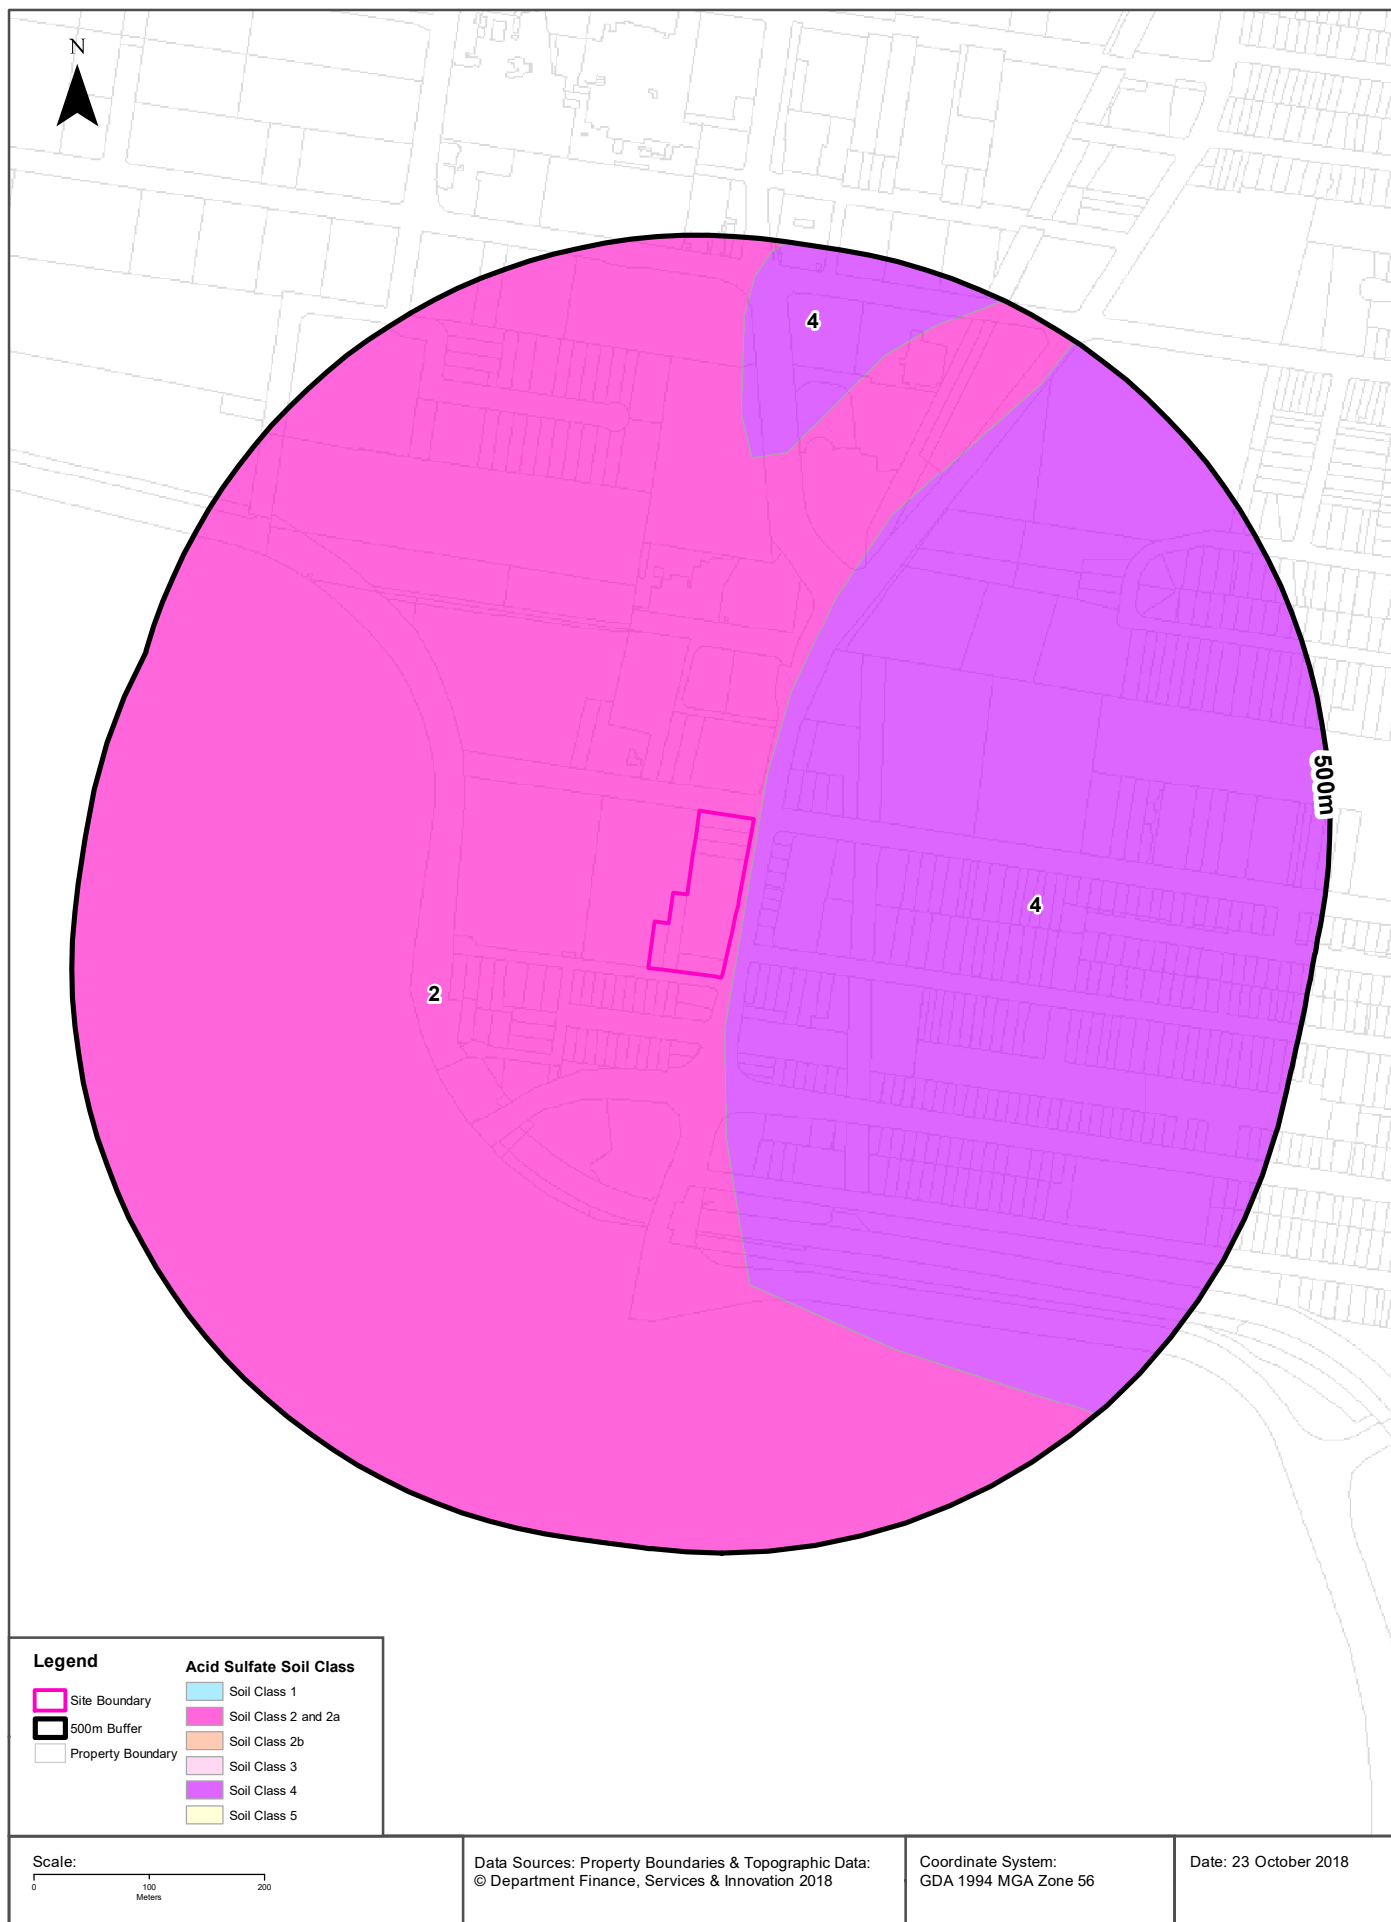 N
4
500m
4
2
Legend
Site Boundary
500m Buffer
Property Boundary
Acid Sulfate Soil Class
Soil Class 1
Soil Class 2 and 2a
Soil Class 2b
Soil Class 3
Soil Class 4
Soil Class 5
Scale:
0 100 200
Meters
Data Sources: Property Boundaries & Topographic Data:
© Department Finance, Services & Innovation 2018
Coordinate System:
GDA 1994 MGA Zone 56
Date: 23 October 2018